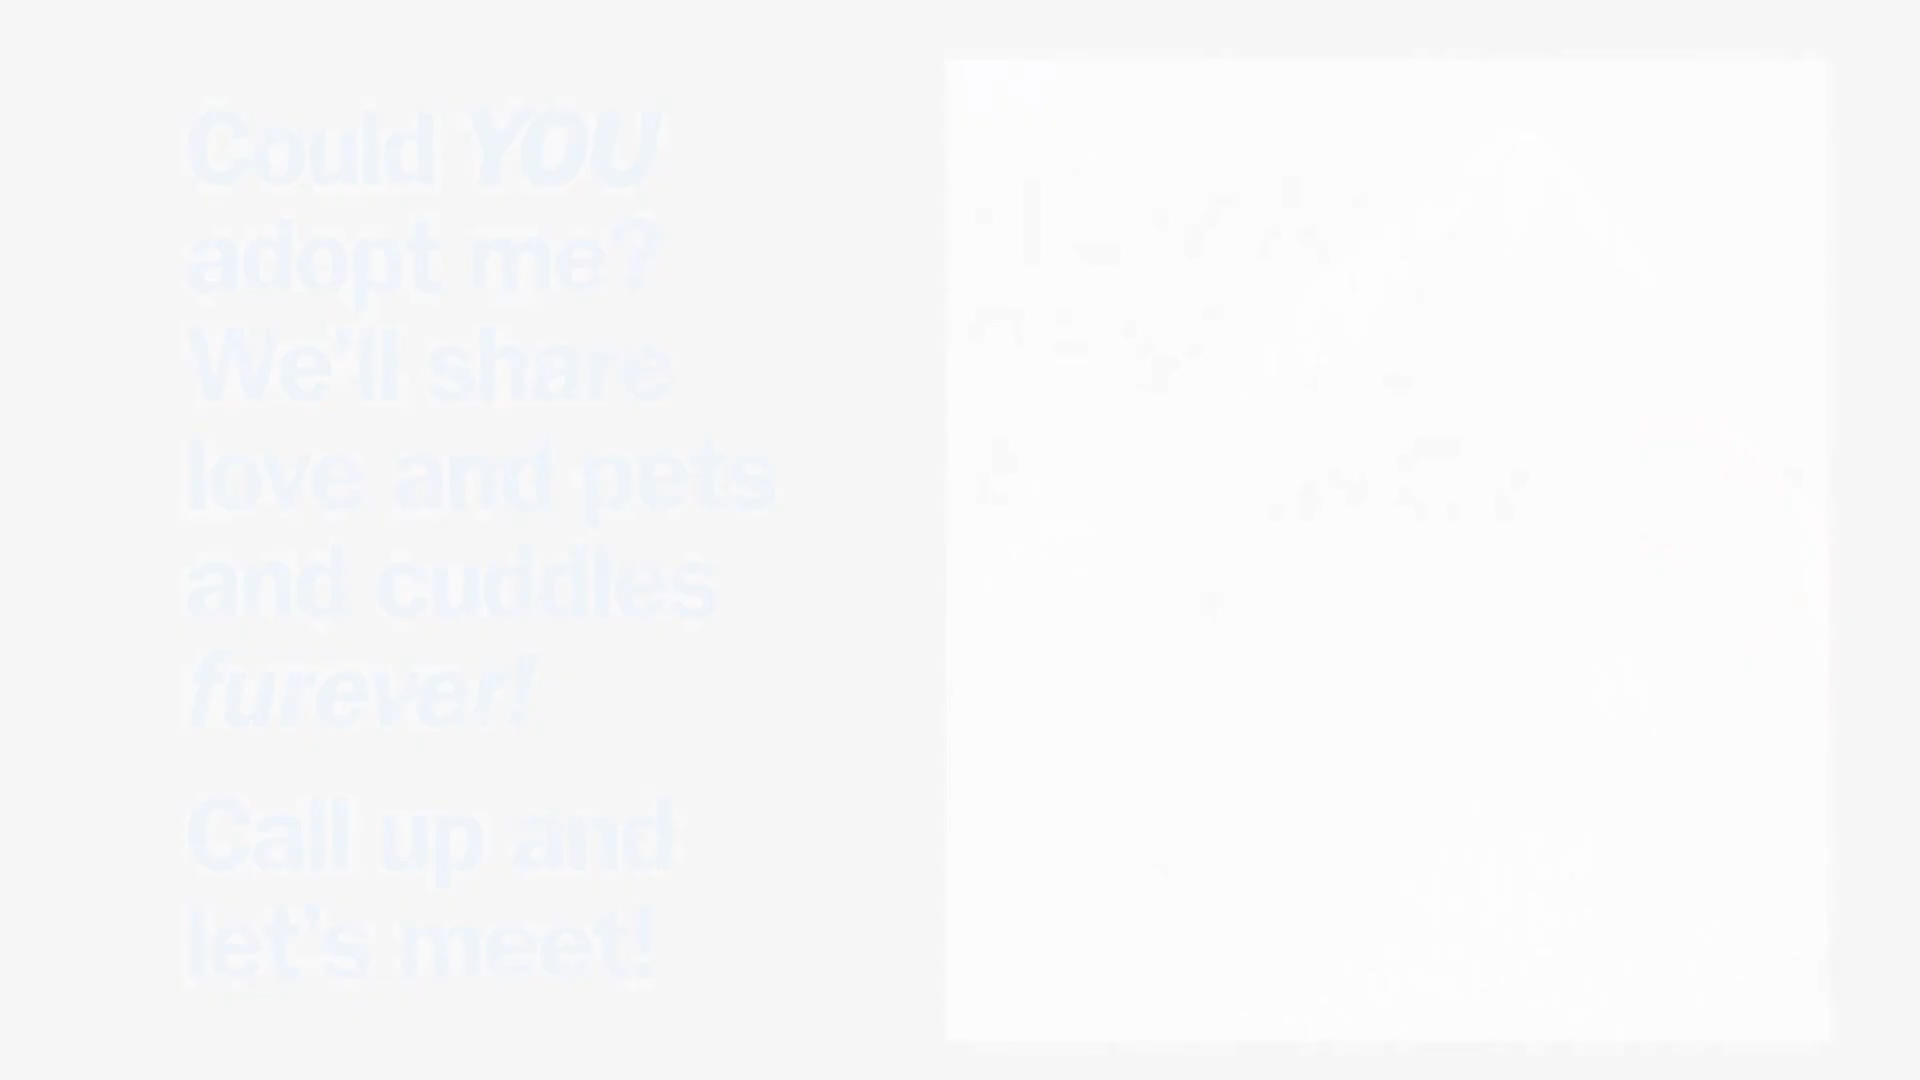 Could YOU
adopt me?
We'll share
love and pets
and cuddles
furever!
Call up and
let's meet!